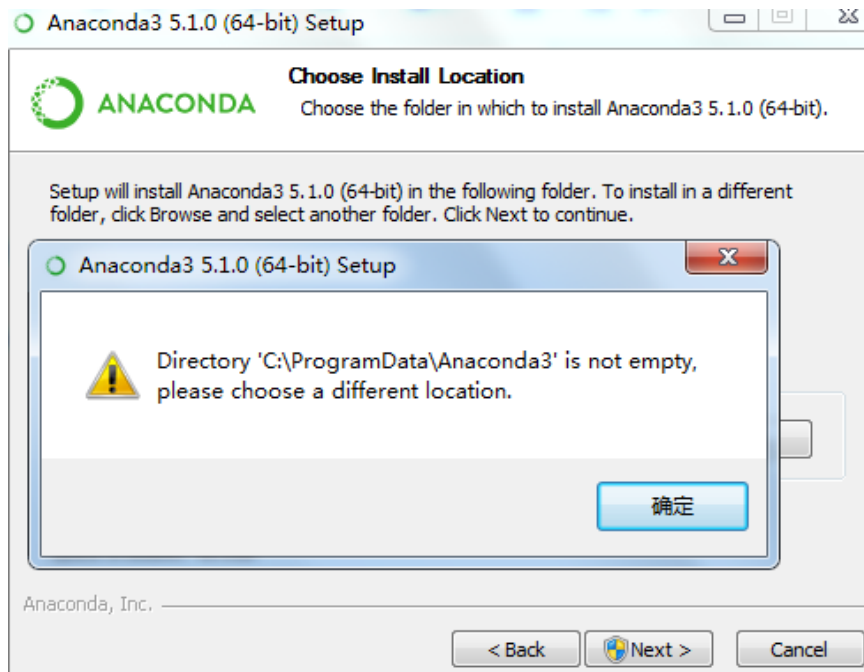 Anaconda3 5.1.0 (64-bit) Setup
ANACONDA
Choose Install Location
Choose the folder in which to install Anaconda3 5.1.0 (64-bit).
Setup will install Anaconda3 5.1.0 (64-bit) in the following folder. To install in a different
folder, click Browse and select another folder. Click Next to continue.
Anaconda3 5.1.0 (64-bit) Setup
Directory 'C:\ProgramData\Anaconda3' is not empty,
please choose a different location.
确定
Anaconda, Inc.
< Back Next > Cancel